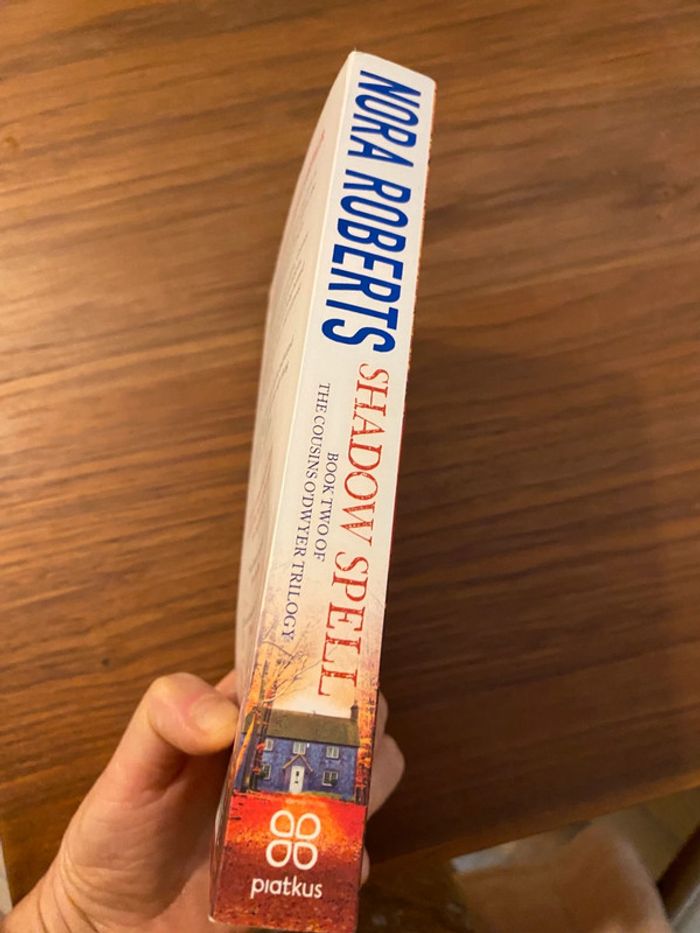 NORA ROBERTS
SHADOW SPELL
BOOK TWO OF
THE COUSINS O'DWYER TRILOGY
piatkus